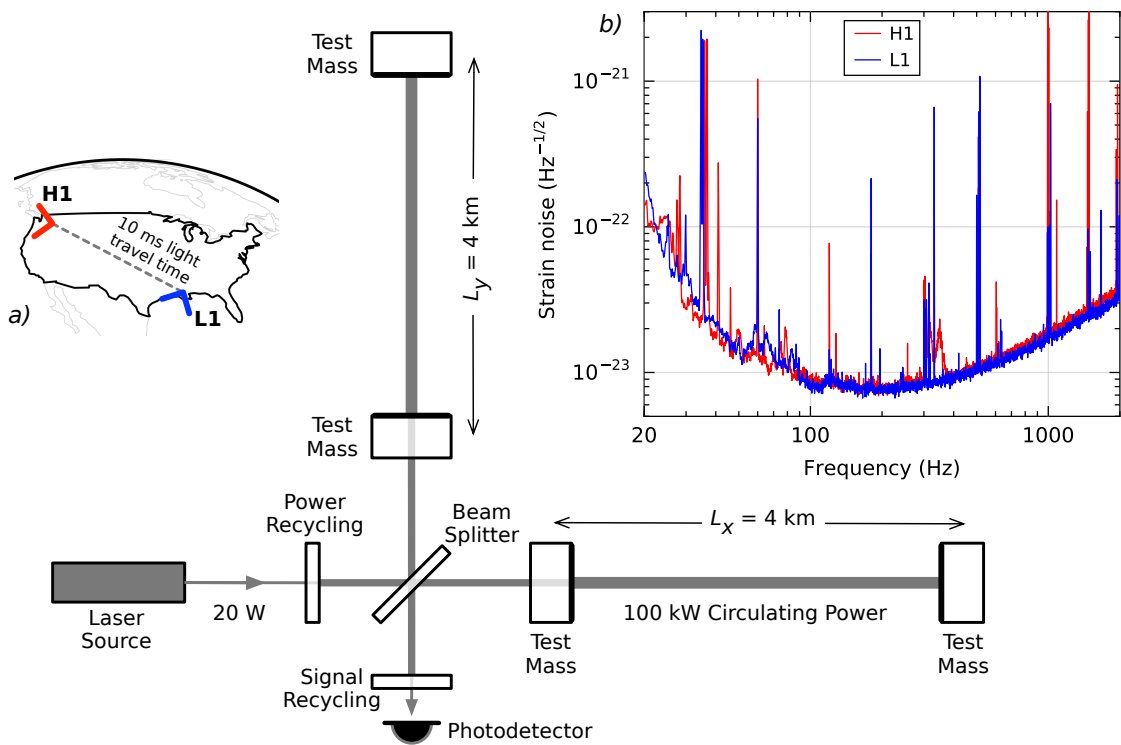 Test
Mass
b)
H1
L1
10⁻²¹
10⁻²²
10⁻²³
Strain noise (Hz⁻¹/²)
20
100
1000
Frequency (Hz)
H1
10 ms light
travel time
L1
a)
L_y = 4 km
Test
Mass
Power
Recycling
Beam
Splitter
L_x = 4 km
Laser
Source
20 W
100 kW Circulating Power
Test
Mass
Test
Mass
Signal
Recycling
Photodetector